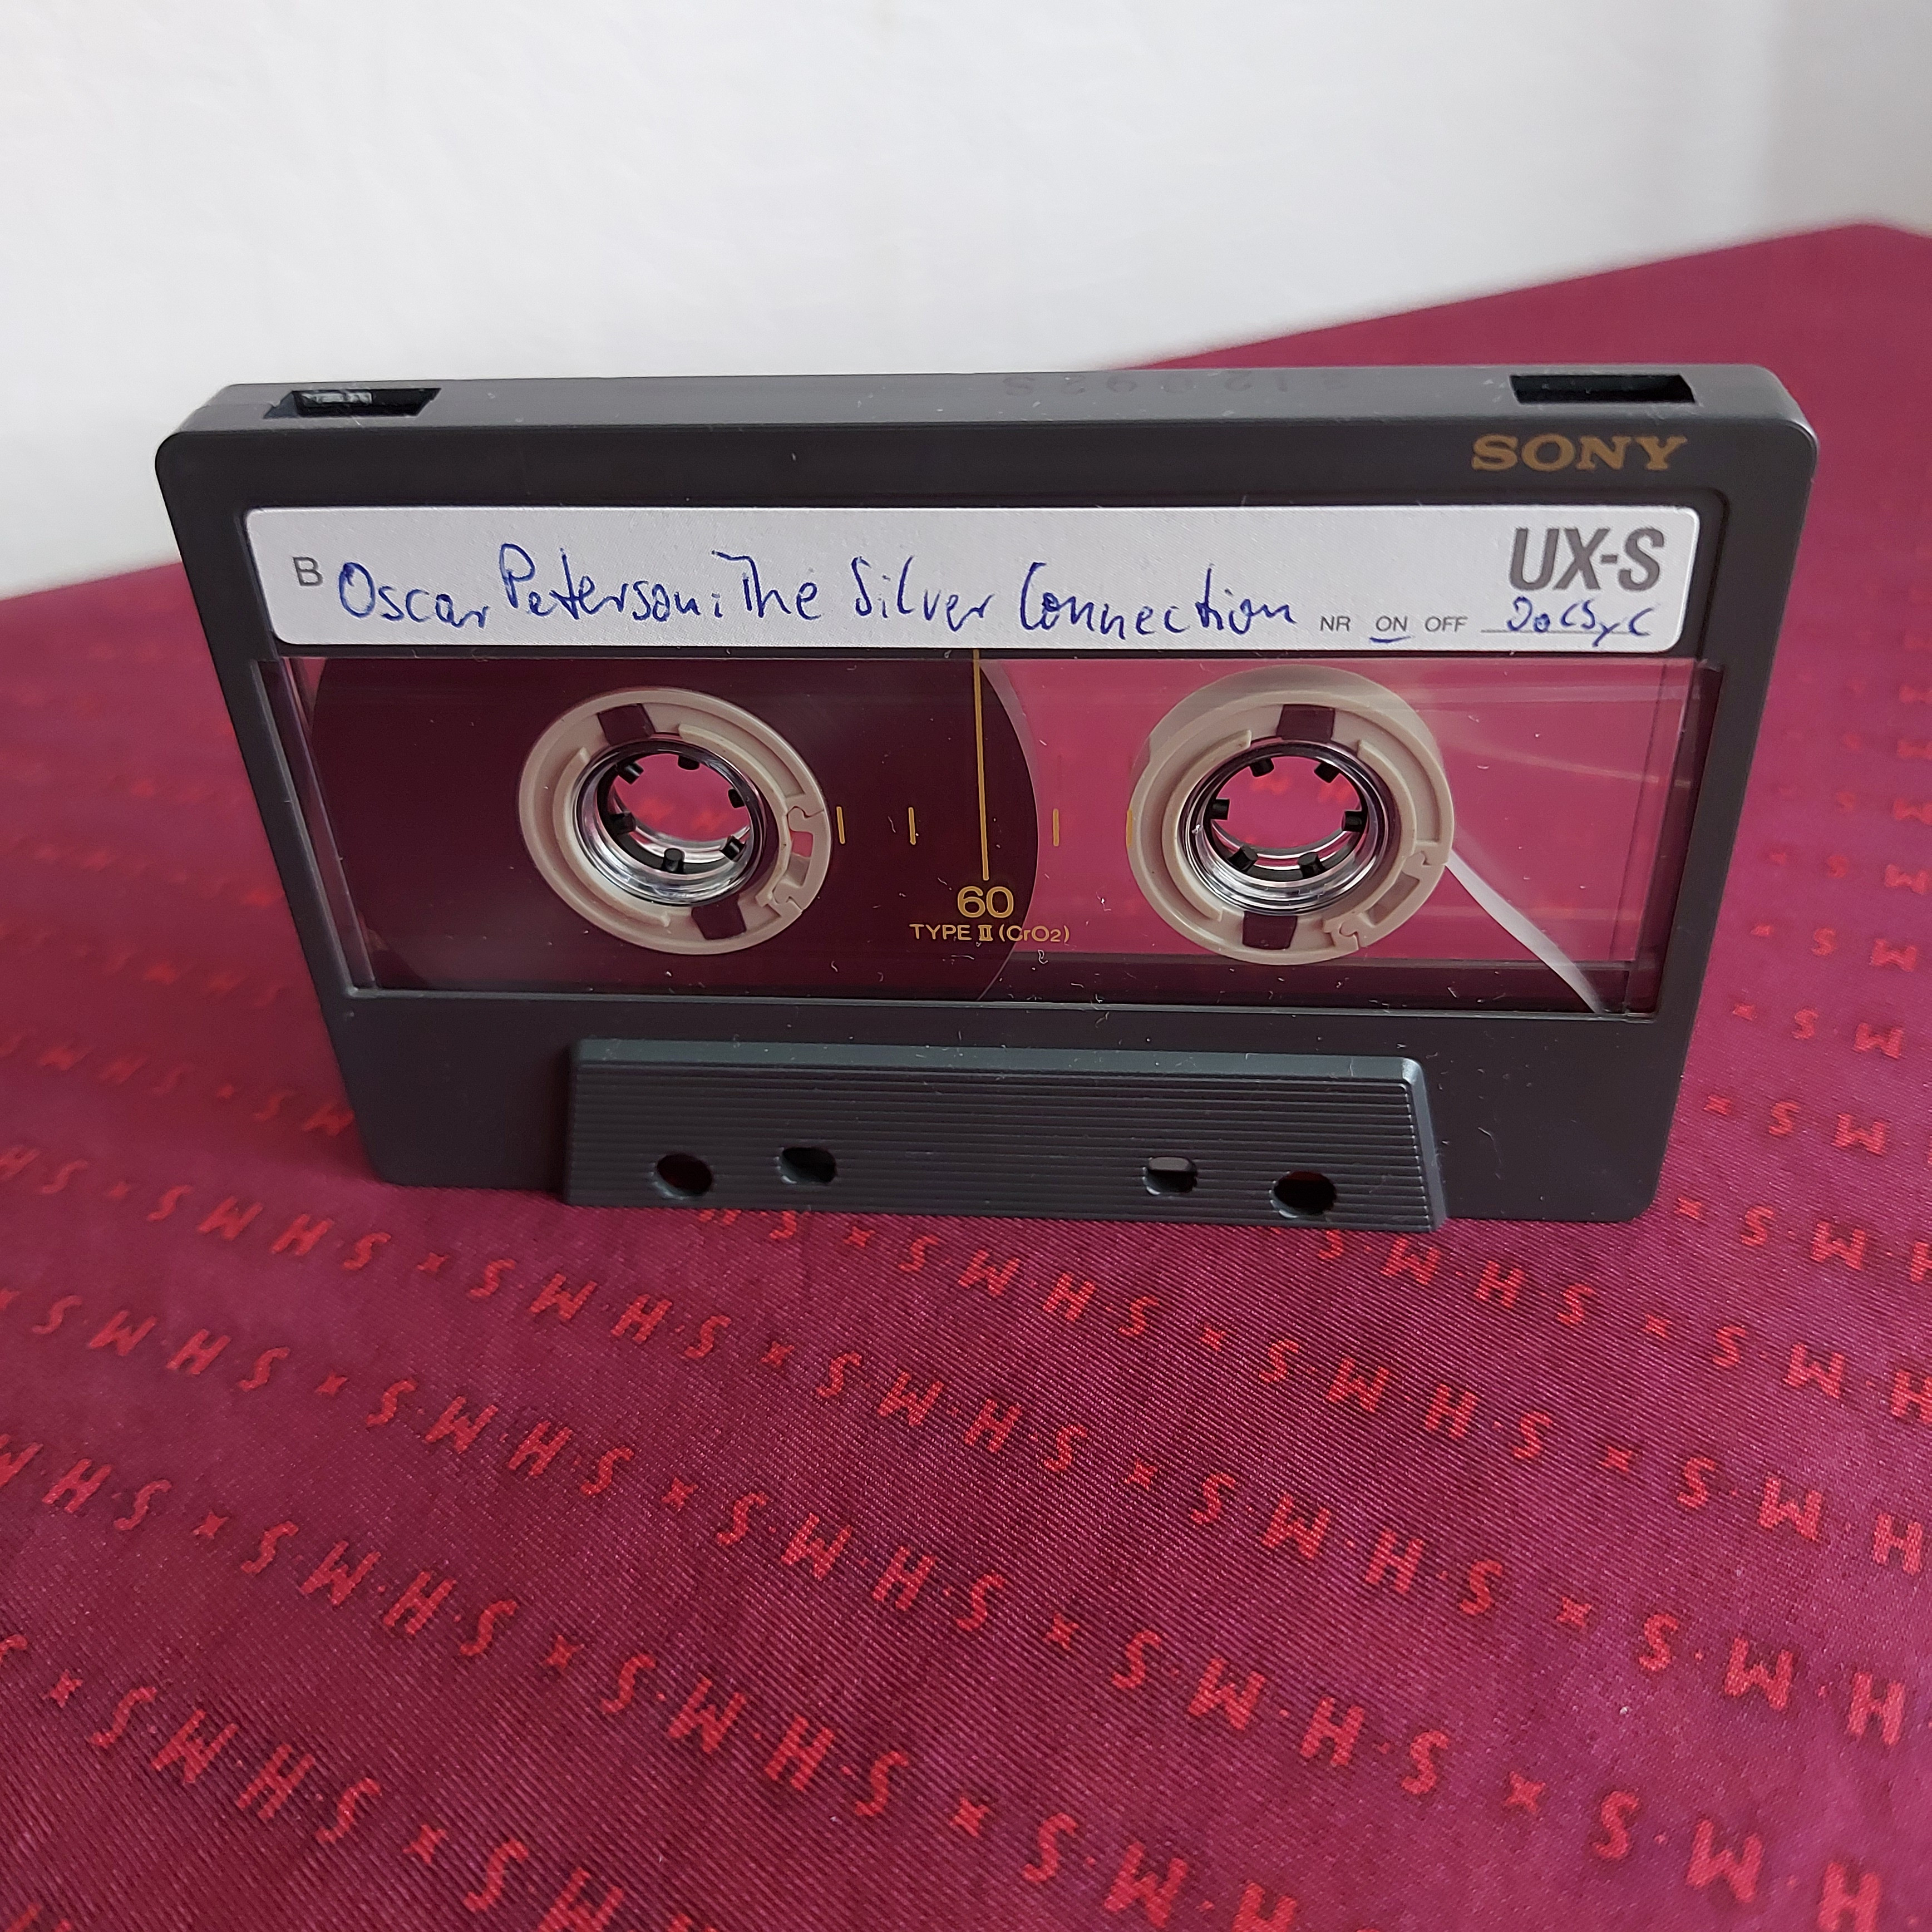 SONY
UX-S
B Oscar Peterson: The Silver Connection NR ON OFF
60
TYPE II (CrO2)
S·M·H·S × S·M·H·S × S·M·H·S × S·M·H·S